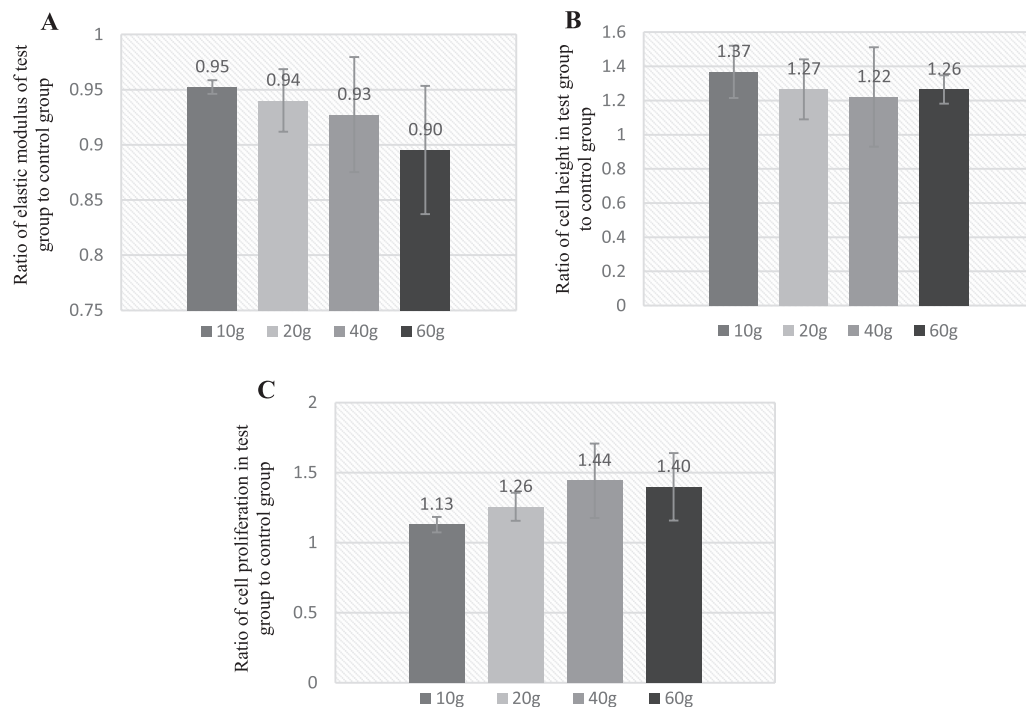 A
Ratio of elastic modulus of test
group to control group
1
0.95
0.9
0.85
0.8
0.75
0.95
0.94
0.93
0.90
10g 20g 40g 60g
B
Ratio of cell height in test group
to control group
1.6
1.4
1.2
1
0.8
0.6
0.4
0.2
0
1.37
1.27
1.22
1.26
10g 20g 40g 60g
C
Ratio of cell proliferation in test
group to control group
2
1.5
1
0.5
0
1.13
1.26
1.44
1.40
10g 20g 40g 60g